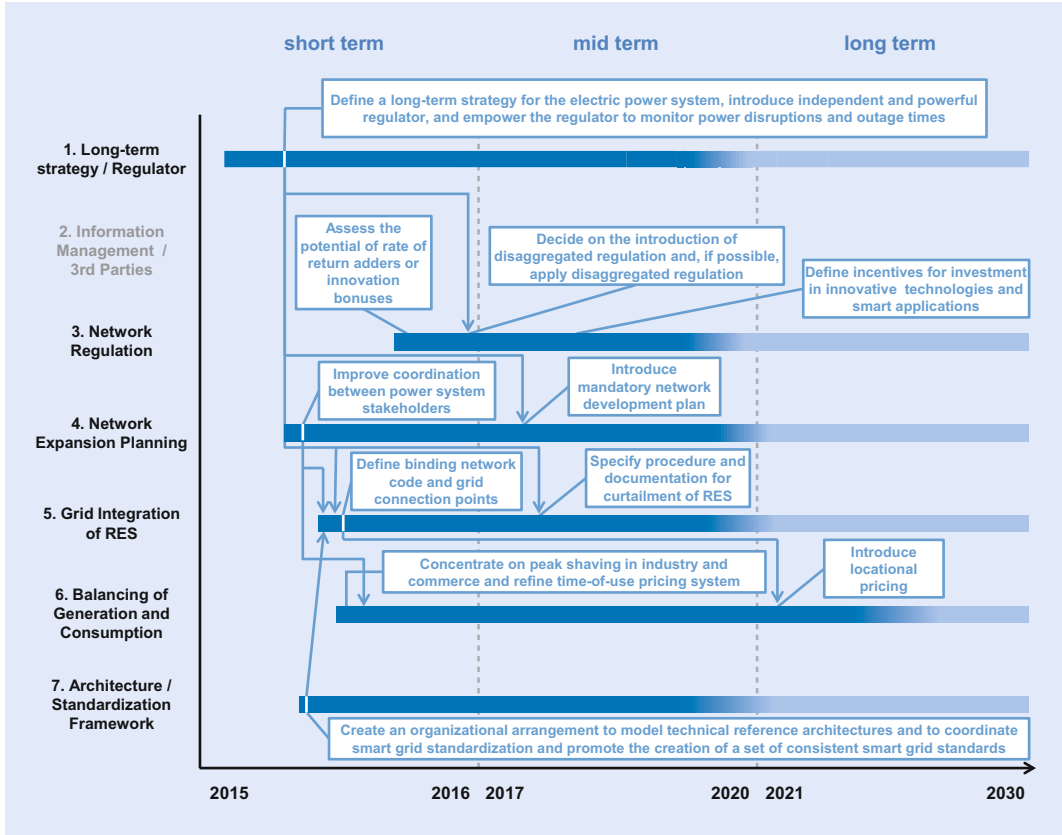 short term
mid term
long term
Define a long-term strategy for the electric power system, introduce independent and powerful
regulator, and empower the regulator to monitor power disruptions and outage times
1. Long-term
strategy / Regulator
2. Information
Management /
3rd Parties
Assess the
potential of rate of
return adders or
innovation
bonuses
Decide on the introduction of
disaggregated regulation and, if possible,
apply disaggregated regulation
Define incentives for investment
in innovative technologies and
smart applications
3. Network
Regulation
Improve coordination
between power system
stakeholders
Introduce
mandatory network
development plan
4. Network
Expansion Planning
Define binding network
code and grid
connection points
Specify procedure and
documentation for
curtailment of RES
5. Grid Integration
of RES
Concentrate on peak shaving in industry and
commerce and refine time-of-use pricing system
Introduce
locational
pricing
6. Balancing of
Generation and
Consumption
7. Architecture /
Standardization
Framework
Create an organizational arrangement to model technical reference architectures and to coordinate
smart grid standardization and promote the creation of a set of consistent smart grid standards
2015
2016
2017
2020
2021
2030